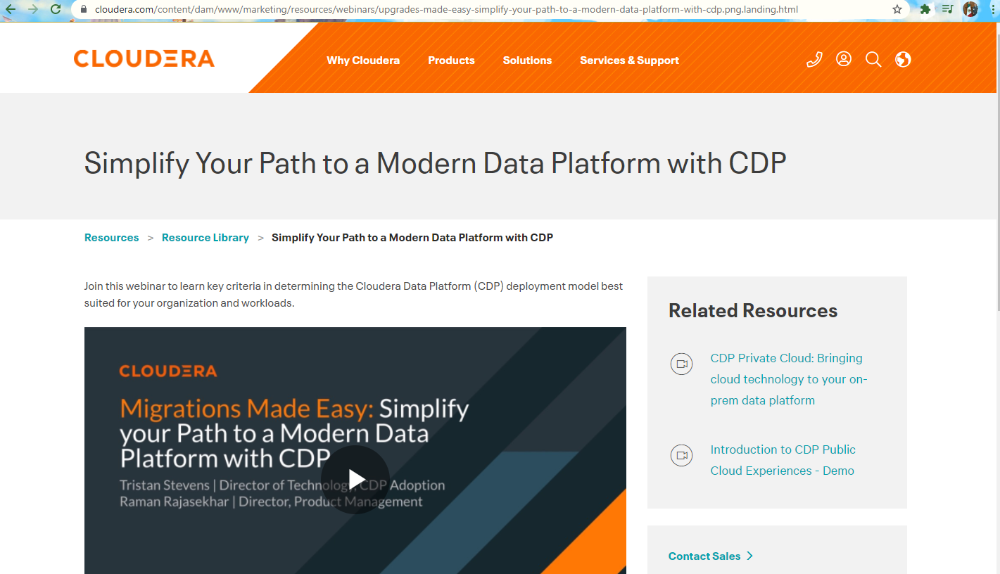 cloudera.com/content/dam/www/marketing/resources/webinars/upgrades-made-easy-simplify-your-path-to-a-modern-data-platform-with-cdp.png.landing.html
CLOUDERA
Why Cloudera
Products
Solutions
Services & Support
Simplify Your Path to a Modern Data Platform with CDP
Resources > Resource Library > Simplify Your Path to a Modern Data Platform with CDP
Join this webinar to learn key criteria in determining the Cloudera Data Platform (CDP) deployment model best
suited for your organization and workloads.
CLOUDERA
Migrations Made Easy: Simplify
your Path to a Modern Data
Platform with CDP
Tristan Stevens | Director of Technology, CDP Adoption
Raman Rajasekhar | Director, Product Management
Related Resources
CDP Private Cloud: Bringing
cloud technology to your on-
prem data platform
Introduction to CDP Public
Cloud Experiences - Demo
Contact Sales >